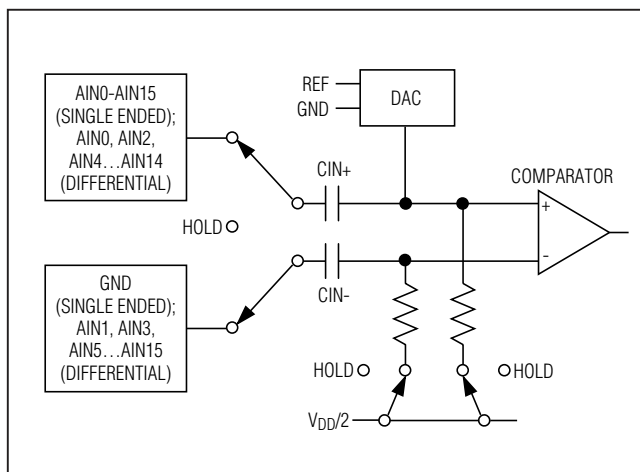 AIN0-AIN15
(SINGLE ENDED);
AIN0, AIN2,
AIN4…AIN14
(DIFFERENTIAL)
REF
GND
DAC
CIN+
COMPARATOR
+
-
HOLD
GND
(SINGLE ENDED);
AIN1, AIN3,
AIN5…AIN15
(DIFFERENTIAL)
CIN-
HOLD
HOLD
VDD/2